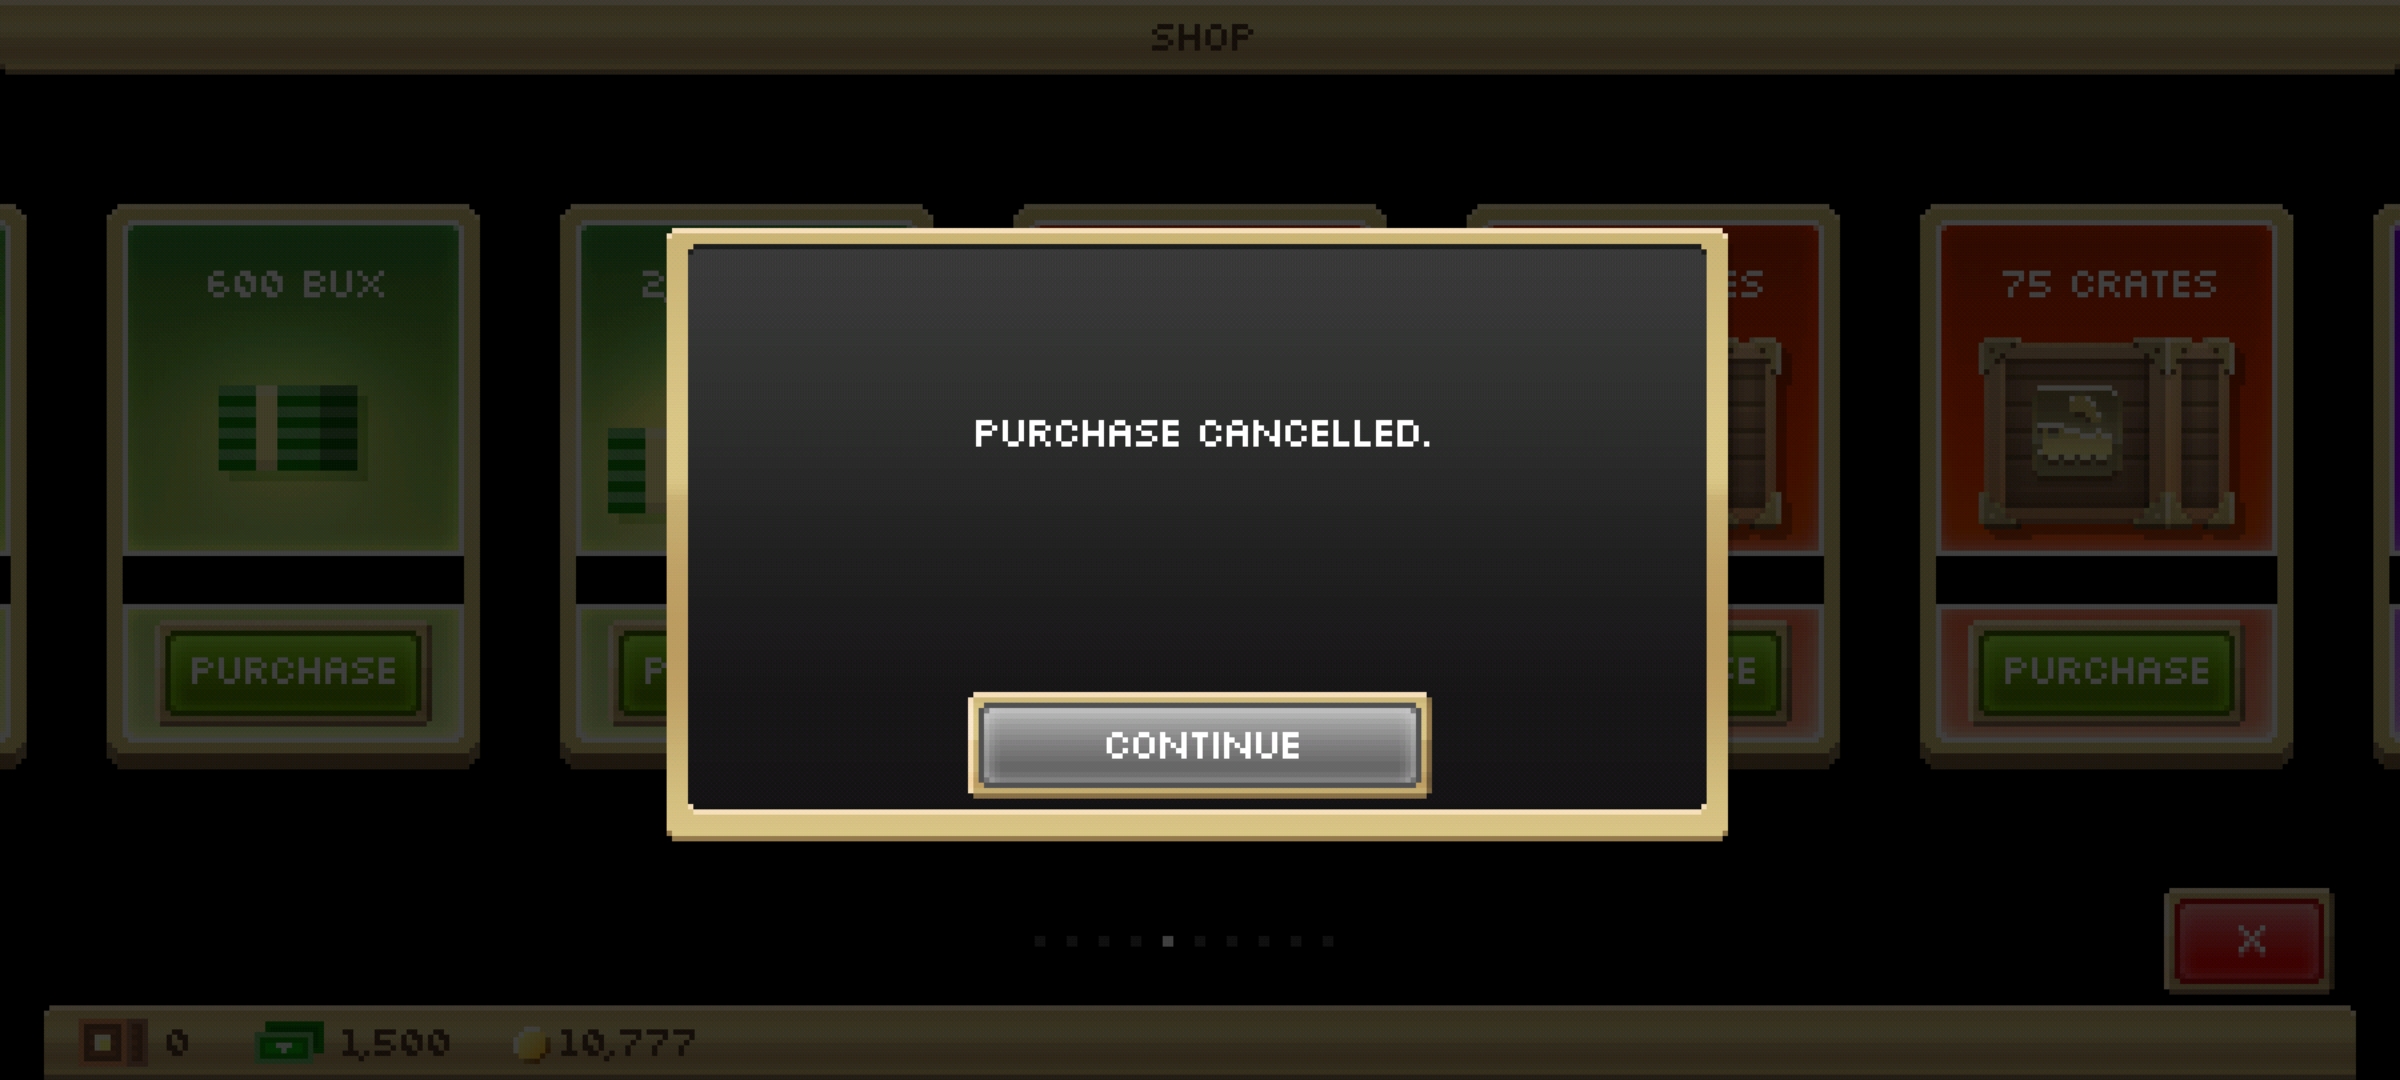 SHOP
600 BUX
75 CRATES
PURCHASE CANCELLED.
PURCHASE
PURCHASE
CONTINUE
X
0
1,500
10,777